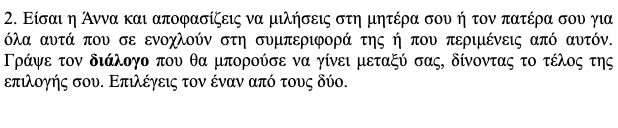 2. Είσαι η Άννα και αποφασίζεις να μιλήσεις στη μητέρα σου ή τον πατέρα σου για
όλα αυτά που σε ενοχλούν στη συμπεριφορά της ή που περιμένεις από αυτόν.
Γράψε τον διάλογο που θα μπορούσε να γίνει μεταξύ σας, δίνοντας το τέλος της
επιλογής σου. Επιλέγεις τον έναν από τους δύο.